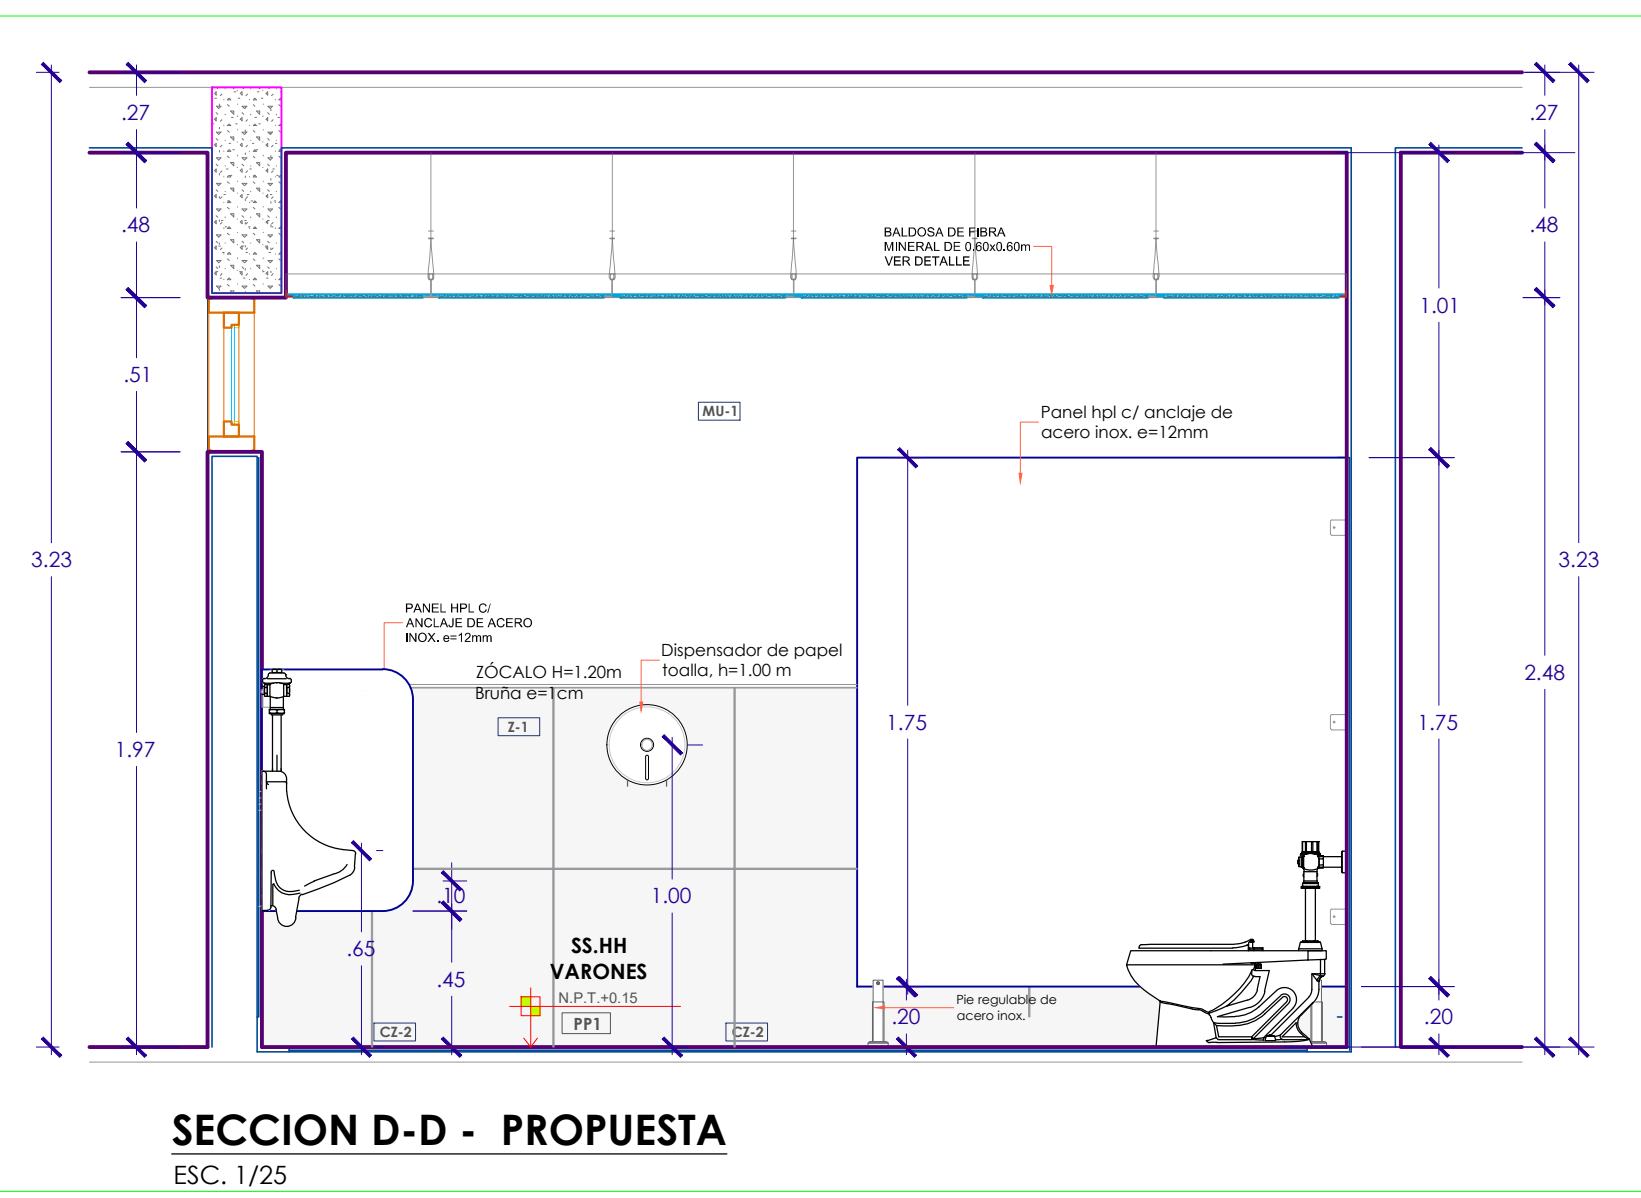 .27
.27
.48
.48
BALDOSA DE FIBRA
MINERAL DE 0.60x0.60m
VER DETALLE
1.01
.51
MU-1
Panel hpl c/ anclaje de
acero inox. e=12mm
3.23
3.23
PANEL HPL C/
ANCLAJE DE ACERO
INOX. e=12mm
ZÓCALO H=1.20m
Bruña e=1cm
Dispensador de papel
toalla, h=1.00 m
2.48
Z-1
1.97
1.75
1.75
.10
1.00
.65
.45
SS.HH
VARONES
N.P.T.+0.15
PP1
CZ-2
CZ-2
.20
Pie regulable de
acero inox.
.20
SECCION D-D - PROPUESTA
ESC. 1/25